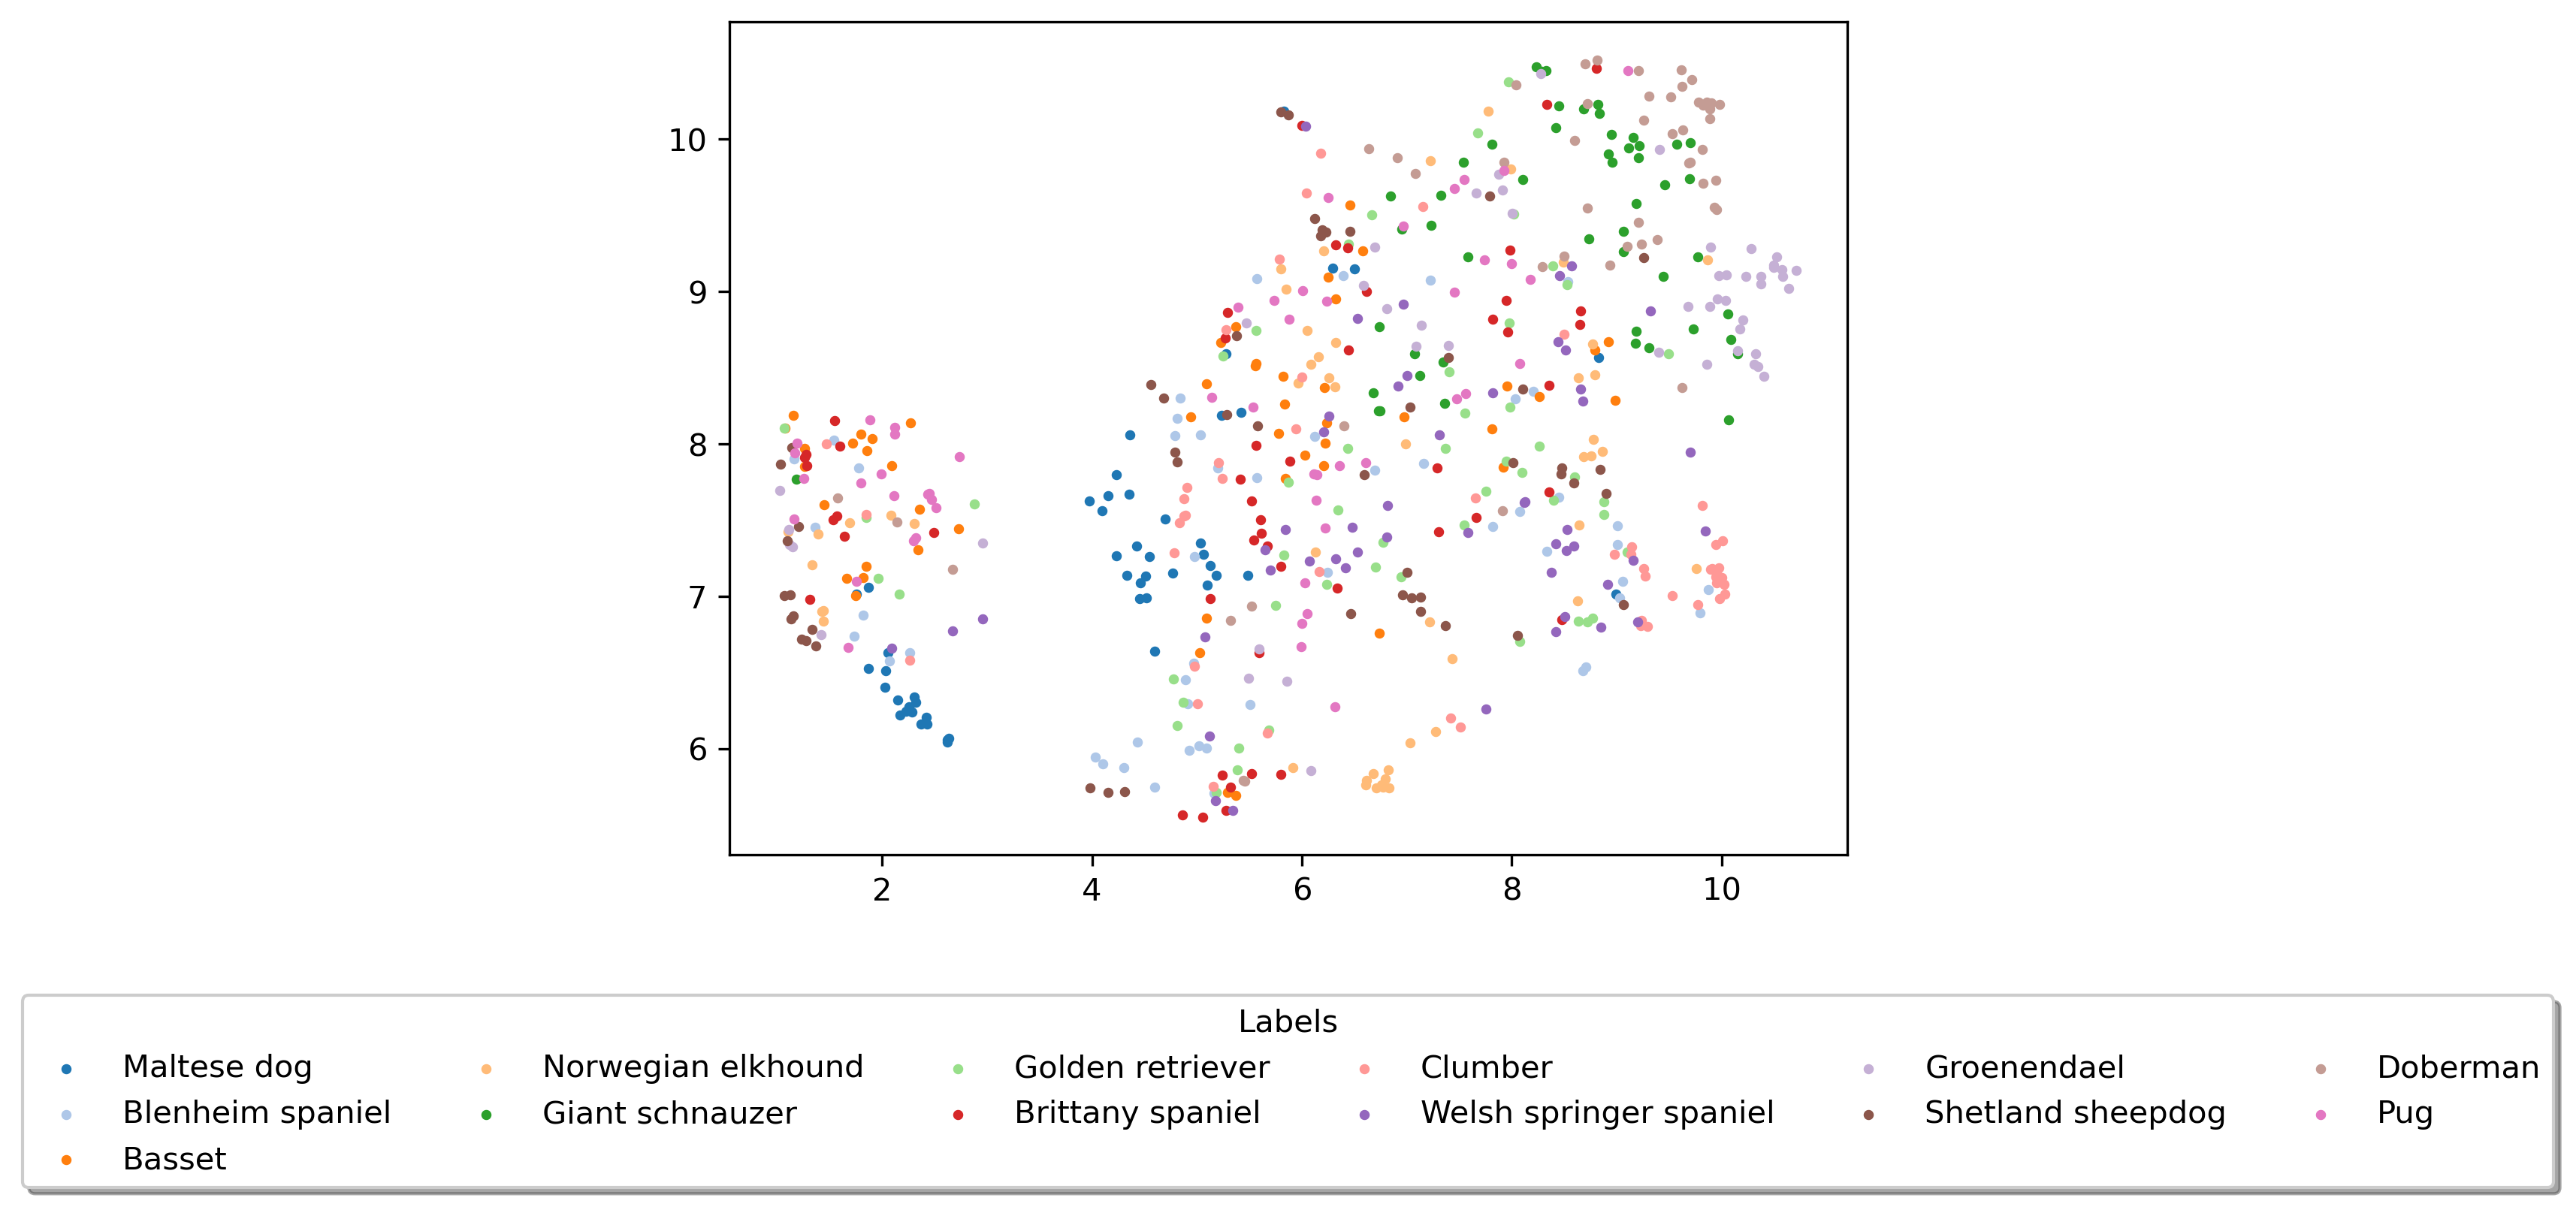 10
9
8
7
6
2 4 6 8 10
Labels
Maltese dog Norwegian elkhound Golden retriever Clumber Groenendael Doberman
Blenheim spaniel Giant schnauzer Brittany spaniel Welsh springer spaniel Shetland sheepdog Pug
Basset